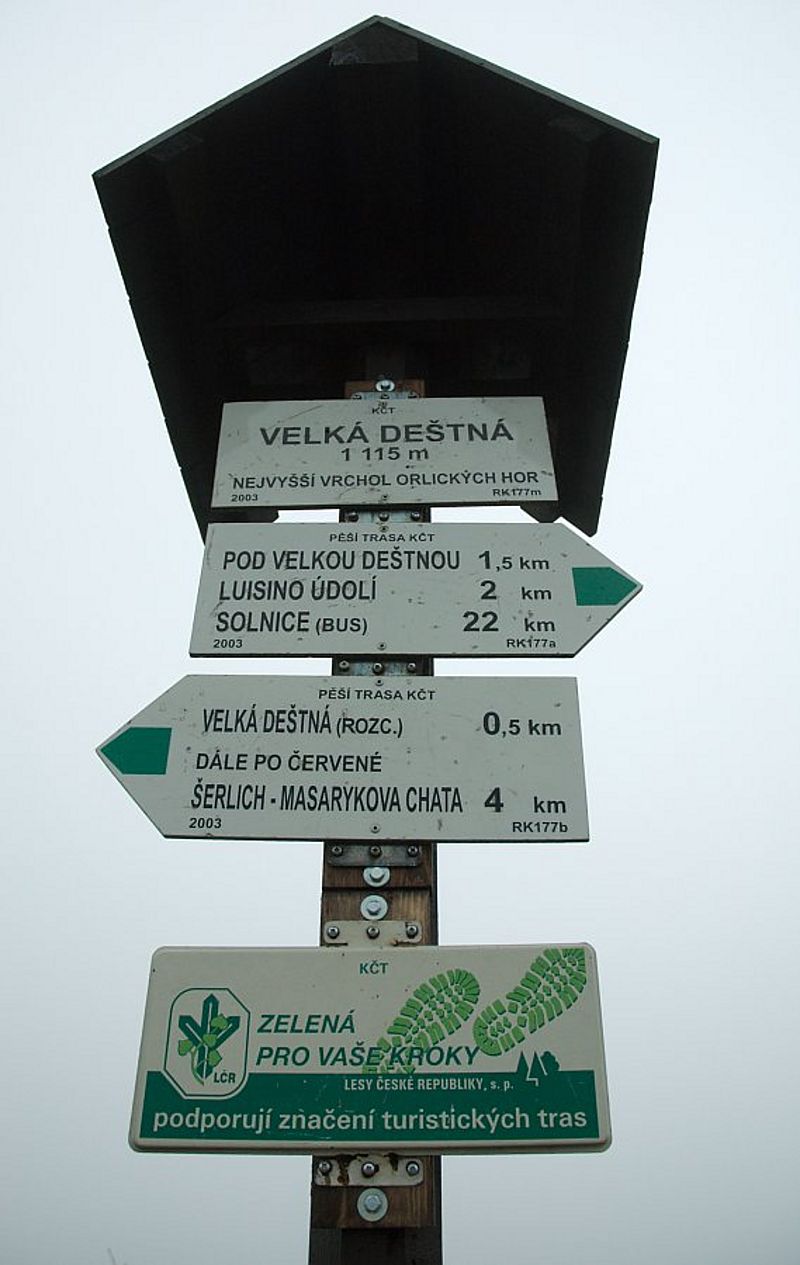 KČT
VELKÁ DEŠTNÁ
1 115 m
NEJVYŠŠÍ VRCHOL ORLICKÝCH HOR
2003 RK177m
PĚŠÍ TRASA KČT
POD VELKOU DEŠTNOU 1,5 km
LUISINO ÚDOLÍ 2 km
SOLNICE (BUS) 22 km
2003 RK177a
PĚŠÍ TRASA KČT
VELKÁ DEŠTNÁ (ROZC.) 0,5 km
DÁLE PO ČERVENÉ
ŠERLICH - MASARYKOVA CHATA 4 km
2003 RK177b
KČT
ZELENÁ
PRO VAŠE KROKY
LČR
LESY ČESKÉ REPUBLIKY, s. p.
podporují značení turistických tras